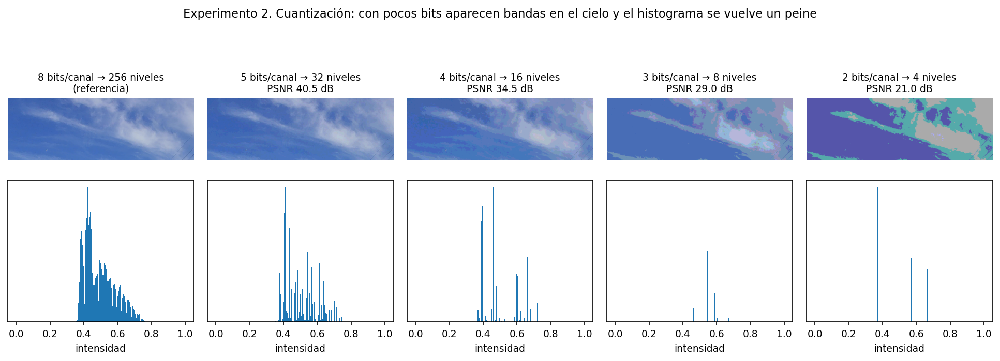 Experimento 2. Cuantización: con pocos bits aparecen bandas en el cielo y el histograma se vuelve un peine
8 bits/canal → 256 niveles
(referencia)
5 bits/canal → 32 niveles
PSNR 40.5 dB
4 bits/canal → 16 niveles
PSNR 34.5 dB
3 bits/canal → 8 niveles
PSNR 29.0 dB
2 bits/canal → 4 niveles
PSNR 21.0 dB
0.0 0.2 0.4 0.6 0.8 1.0
intensidad
0.0 0.2 0.4 0.6 0.8 1.0
intensidad
0.0 0.2 0.4 0.6 0.8 1.0
intensidad
0.0 0.2 0.4 0.6 0.8 1.0
intensidad
0.0 0.2 0.4 0.6 0.8 1.0
intensidad